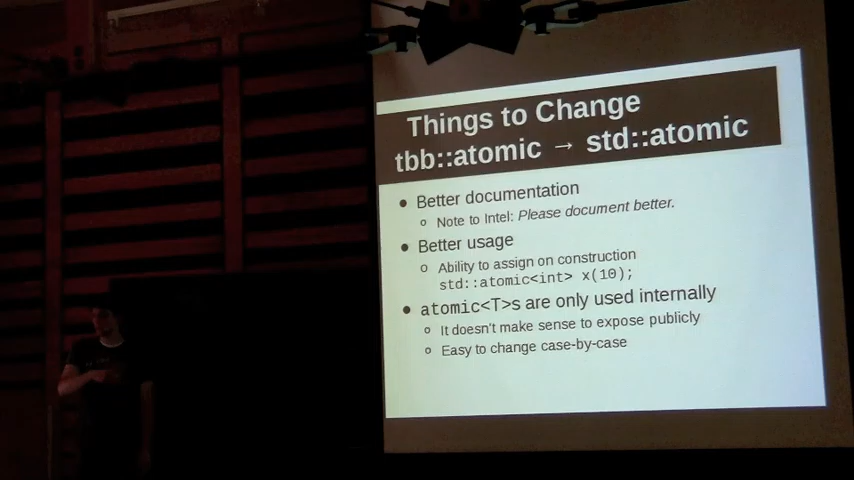 Things to Change
tbb::atomic → std::atomic
● Better documentation
○ Note to Intel: Please document better.
● Better usage
○ Ability to assign on construction
std::atomic<int> x(10);
● atomic<T>s are only used internally
○ It doesn't make sense to expose publicly
○ Easy to change case-by-case